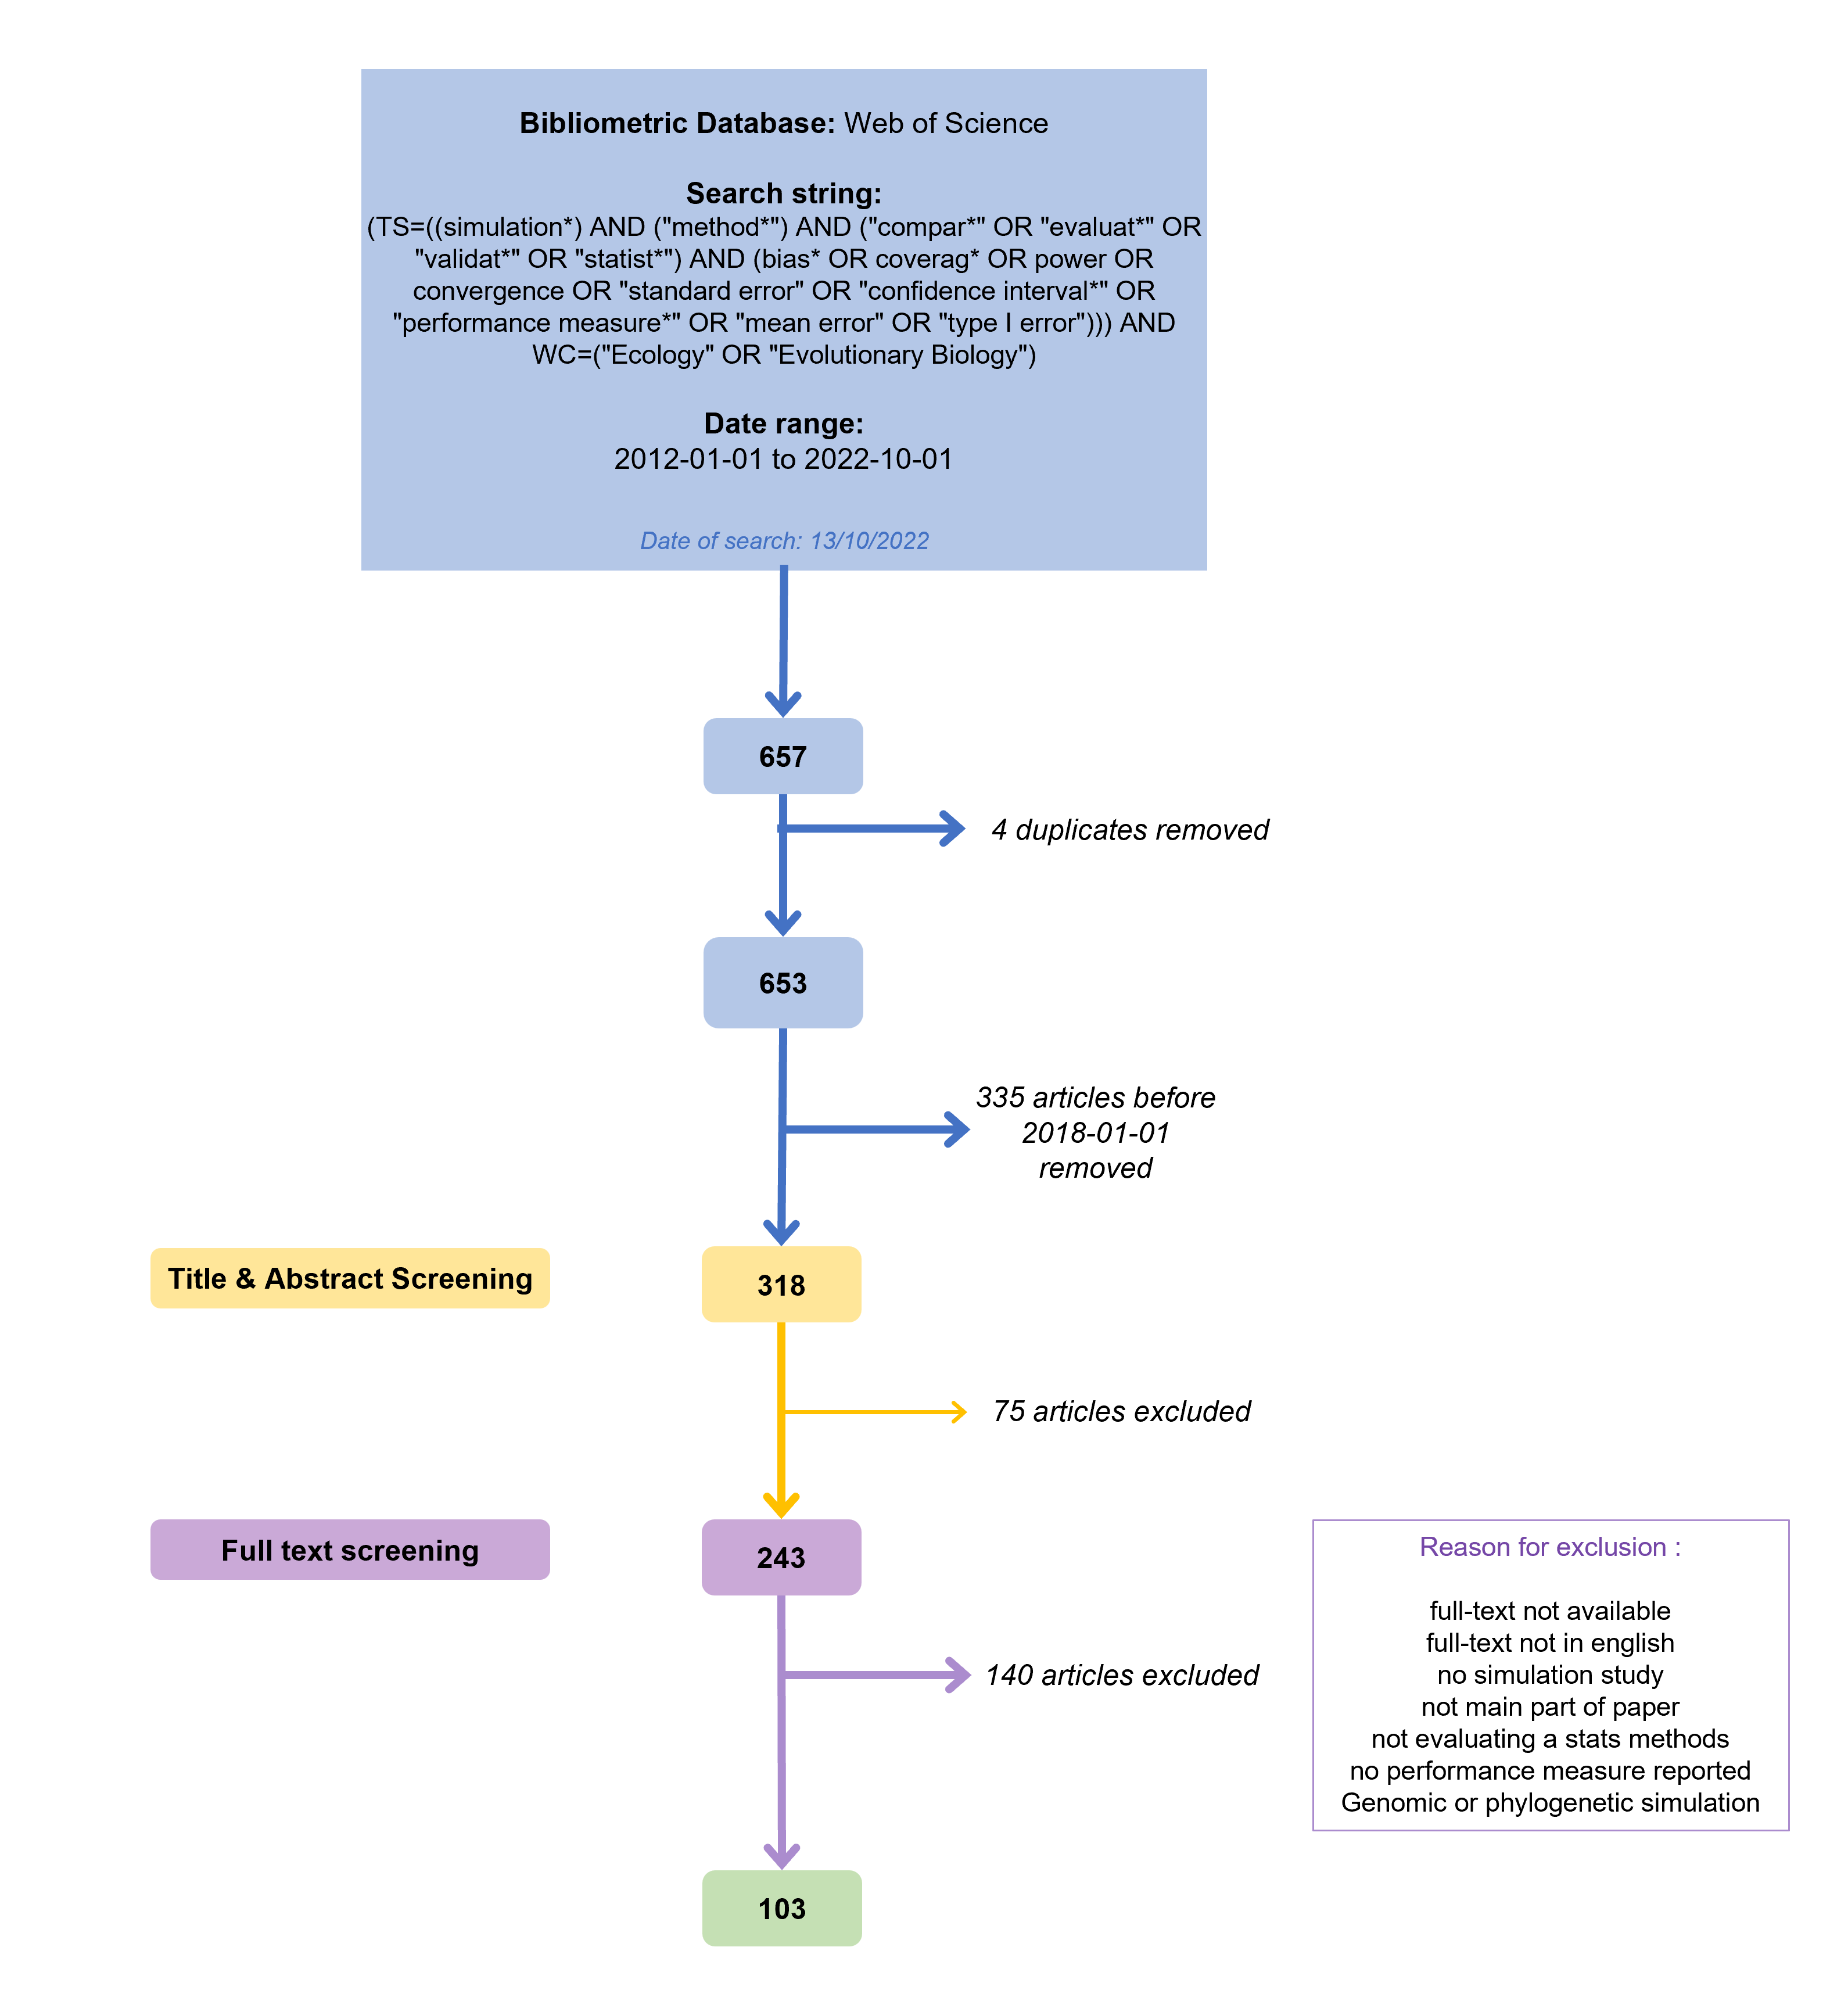 Bibliometric Database: Web of Science
Search string:
(TS=((simulation*) AND ("method*") AND ("compar*" OR "evaluat*" OR
"validat*" OR "statist*") AND (bias* OR coverag* OR power OR
convergence OR "standard error" OR "confidence interval*" OR
"performance measure*" OR "mean error" OR "type I error"))) AND
WC=("Ecology" OR "Evolutionary Biology")
Date range:
2012-01-01 to 2022-10-01
Date of search: 13/10/2022
657
4 duplicates removed
653
335 articles before
2018-01-01
removed
Title & Abstract Screening
318
75 articles excluded
Full text screening
243
140 articles excluded
Reason for exclusion :
full-text not available
full-text not in english
no simulation study
not main part of paper
not evaluating a stats methods
no performance measure reported
Genomic or phylogenetic simulation
103